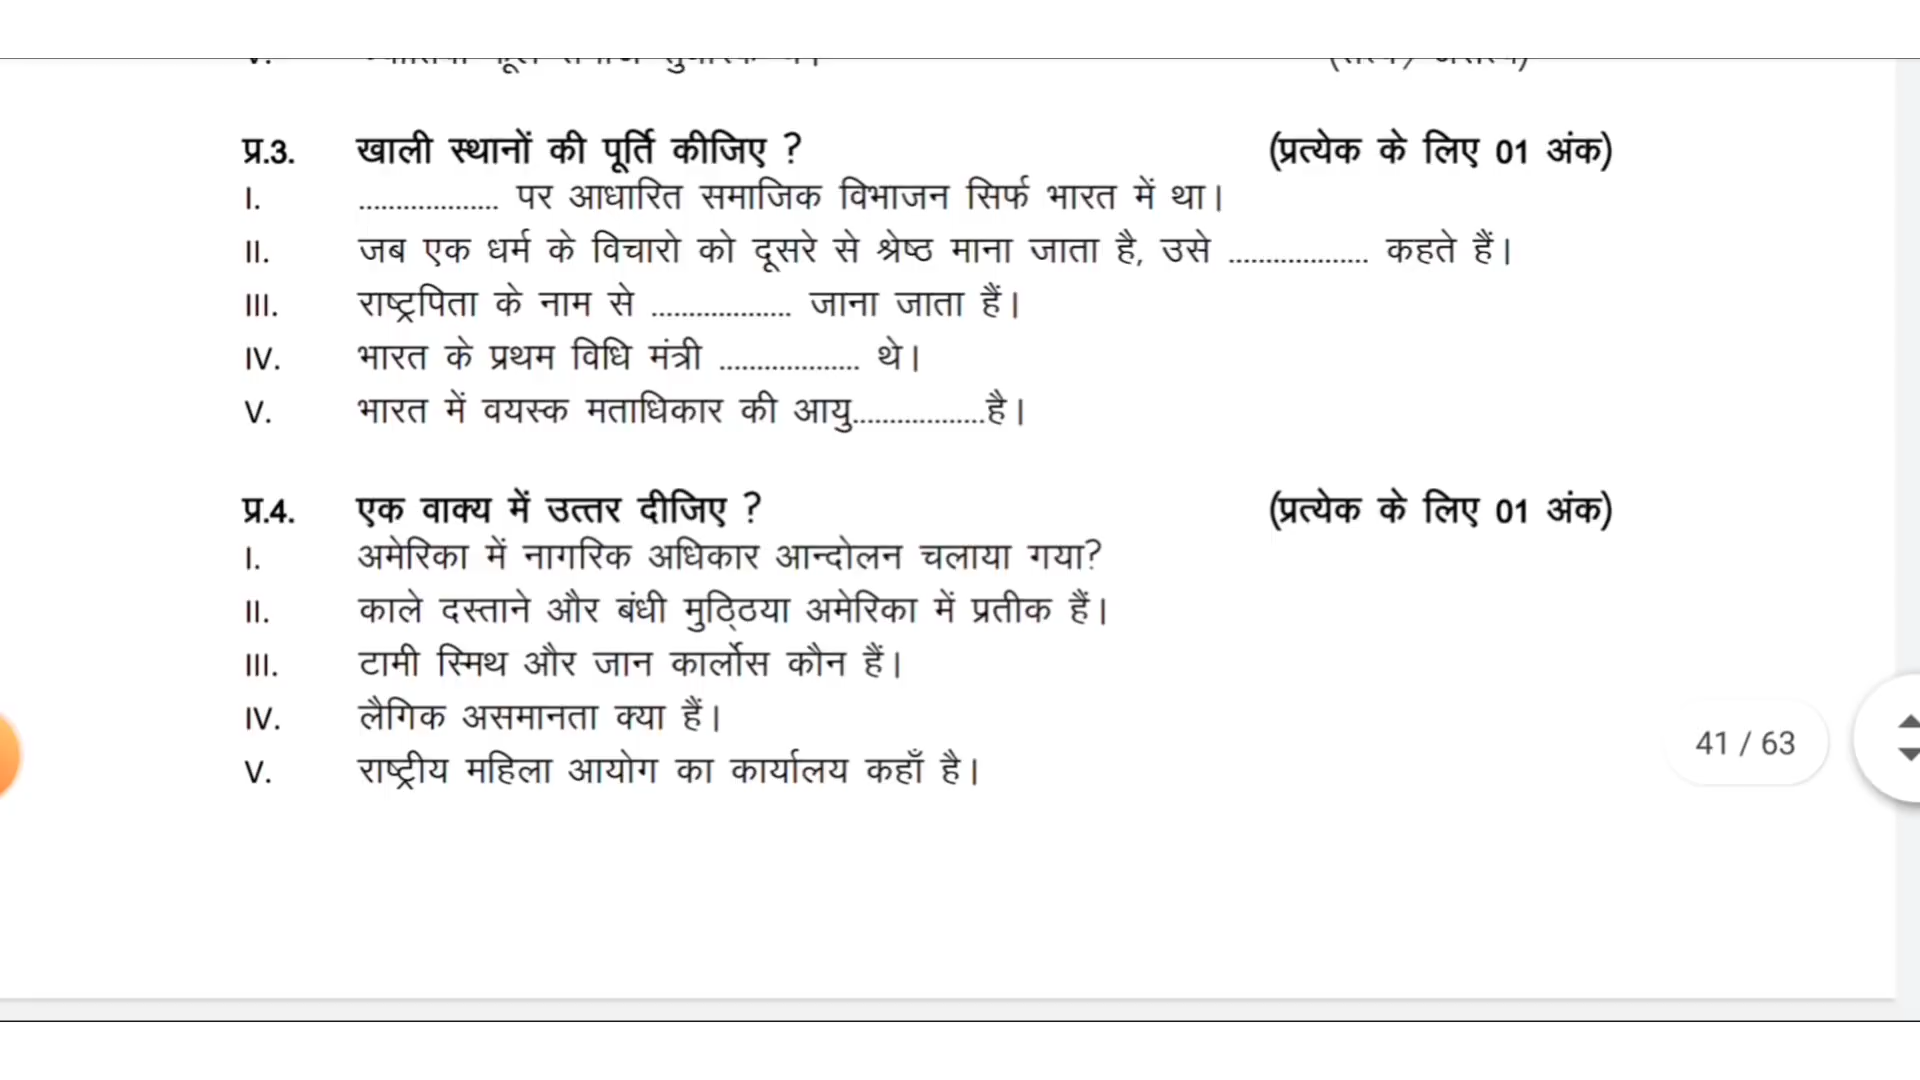 प्र.3. खाली स्थानों की पूर्ति कीजिए ? (प्रत्येक के लिए 01 अंक)
I. ................... पर आधारित समाजिक विभाजन सिर्फ भारत में था।
II. जब एक धर्म के विचारो को दूसरे से श्रेष्ठ माना जाता है, उसे ................... कहते हैं।
III. राष्ट्रपिता के नाम से ................... जाना जाता हैं।
IV. भारत के प्रथम विधि मंत्री ................... थे।
V. भारत में वयस्क मताधिकार की आयु..................है।
प्र.4. एक वाक्य में उत्तर दीजिए ? (प्रत्येक के लिए 01 अंक)
I. अमेरिका में नागरिक अधिकार आन्दोलन चलाया गया?
II. काले दस्ताने और बंधी मुठ्ठिया अमेरिका में प्रतीक हैं।
III. टामी स्मिथ और जान कार्लोस कौन हैं।
IV. लैगिक असमानता क्या हैं।
41 / 63
V. राष्ट्रीय महिला आयोग का कार्यालय कहाँ है।